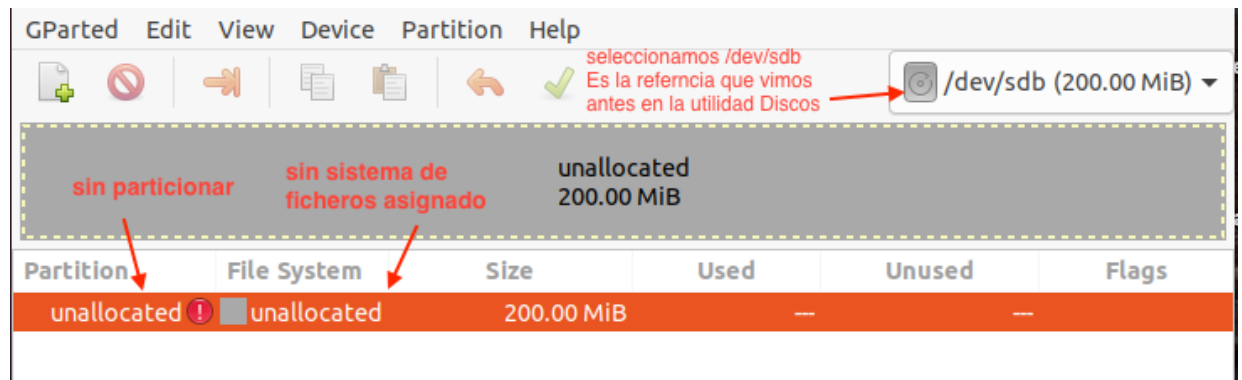 GParted Edit View Device Partition Help
seleccionamos /dev/sdb
Es la referncia que vimos
antes en la utilidad Discos
/dev/sdb (200.00 MiB)
unallocated
200.00 MiB
sin particionar
sin sistema de
ficheros asignado
Partition File System Size Used Unused Flags
unallocated unallocated 200.00 MiB --- ---